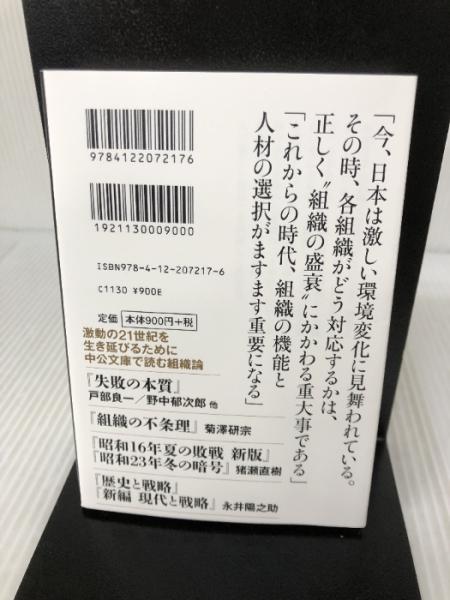 「今、日本は激しい環境変化に見舞われている。
その時、各組織がどう対応するかは、
正しく〝組織の盛衰〟にかかわる重大事である」
「これからの時代、組織の機能と
人材の選択がますます重要になる」
9784122072176
1921130009000
ISBN978-4-12-207217-6
C1130 ¥900E
定価 本体900円+税
激動の21世紀を
生き延びるために
中公文庫で読む組織論
『失敗の本質』
戸部良一/野中郁次郎 他
『組織の不条理』 菊澤研宗
『昭和16年夏の敗戦 新版』
『昭和23年冬の暗号』 猪瀬直樹
『歴史と戦略』
『新編 現代と戦略』 永井陽之助